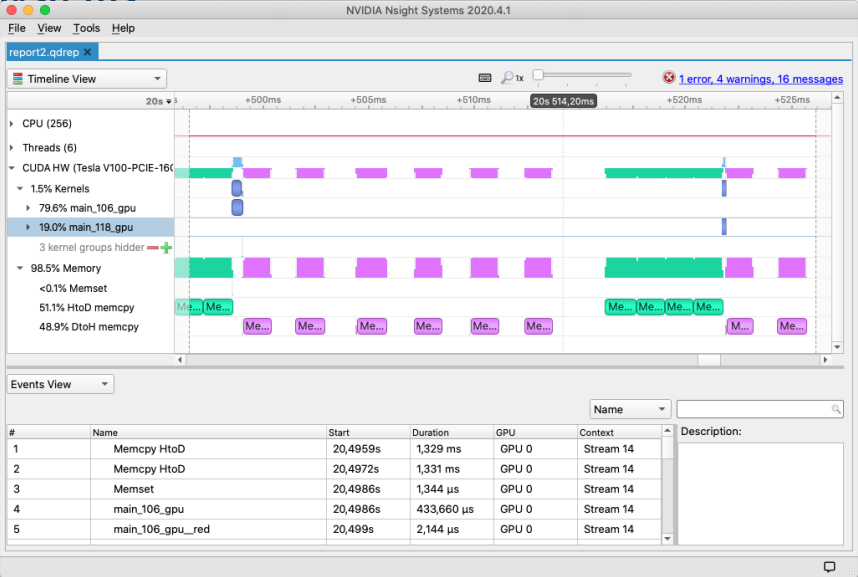 NVIDIA Nsight Systems 2020.4.1
File View Tools Help
report2.qdrep
Timeline View
1x
1 error, 4 warnings, 16 messages
20s
+500ms +505ms +510ms 20s 514,20ms +520ms +525ms
CPU (256)
Threads (6)
CUDA HW (Tesla V100-PCIE-16G
1.5% Kernels
79.6% main_106_gpu
19.0% main_118_gpu
3 kernel groups hidden
98.5% Memory
<0.1% Memset
51.1% HtoD memcpy Me... Me... Me... Me... Me... Me...
48.9% DtoH memcpy Me... Me... Me... Me... Me... Me... M... Me...
Events View
Name
# Name Start Duration GPU Context Description:
1 Memcpy HtoD 20,4959s 1,329 ms GPU 0 Stream 14
2 Memcpy HtoD 20,4972s 1,331 ms GPU 0 Stream 14
3 Memset 20,4986s 1,344 μs GPU 0 Stream 14
4 main_106_gpu 20,4986s 433,660 μs GPU 0 Stream 14
5 main_106_gpu__red 20,499s 2,144 μs GPU 0 Stream 14